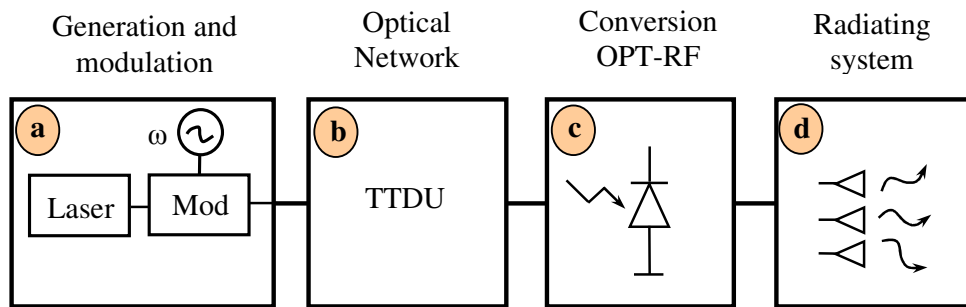 Generation and
modulation
Optical
Network
Conversion
OPT-RF
Radiating
system
a
ω
Laser
Mod
b
TTDU
c
d